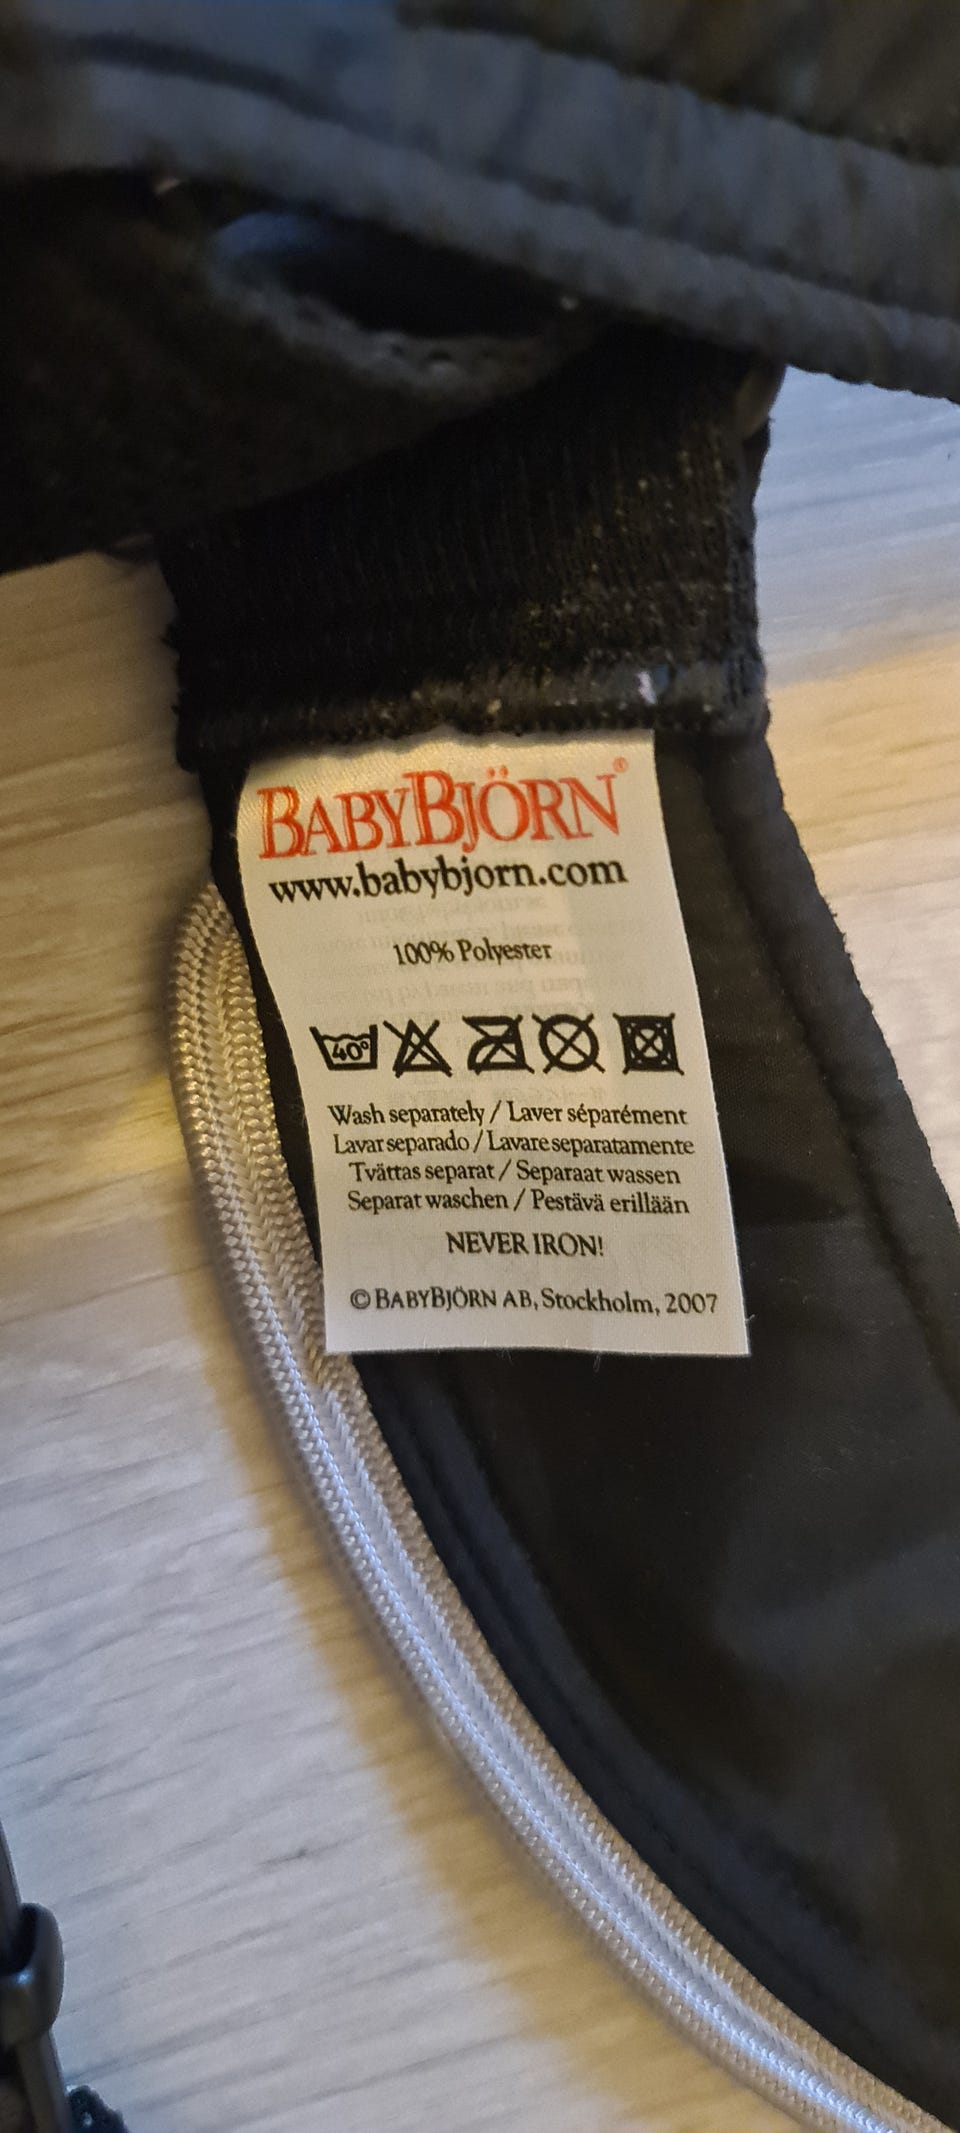 BABYBJÖRN®
www.babybjorn.com
100% Polyester
40°
Wash separately / Laver séparément
Lavar separado / Lavare separatamente
Tvättas separat / Separaat wassen
Separat waschen / Pestävä erillään
NEVER IRON!
© BABYBJÖRN AB, Stockholm, 2007